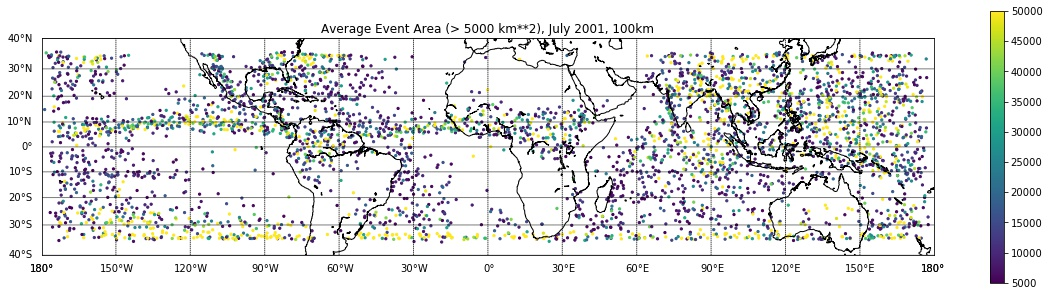 Average Event Area (> 5000 km**2), July 2001, 100km
40°N
30°N
20°N
10°N
0°
10°S
20°S
30°S
40°S
180° 150°W 120°W 90°W 60°W 30°W 0° 30°E 60°E 90°E 120°E 150°E 180°
50000
45000
40000
35000
30000
25000
20000
15000
10000
5000